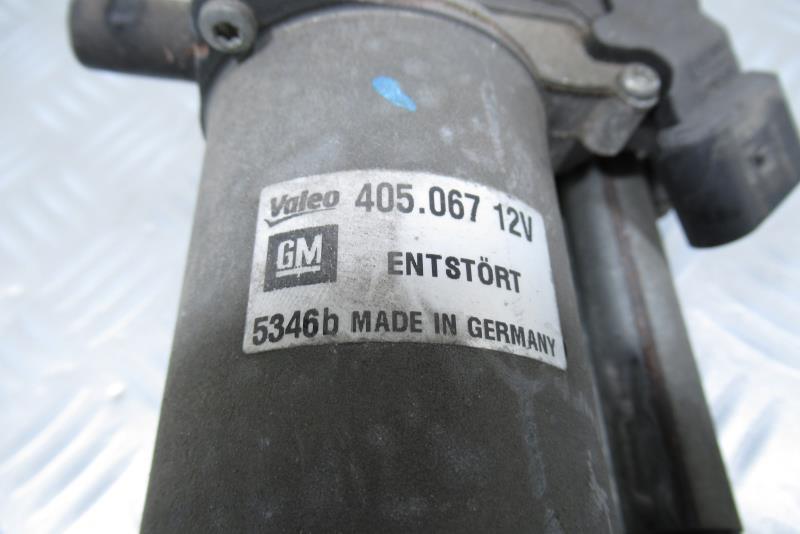 Valeo 405.067 12V
GM ENTSTÖRT
5346b MADE IN GERMANY